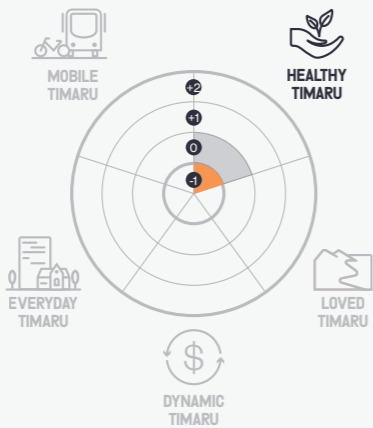 MOBILE
TIMARU
HEALTHY
TIMARU
+2
+1
0
-1
EVERYDAY
TIMARU
LOVED
TIMARU
$
DYNAMIC
TIMARU